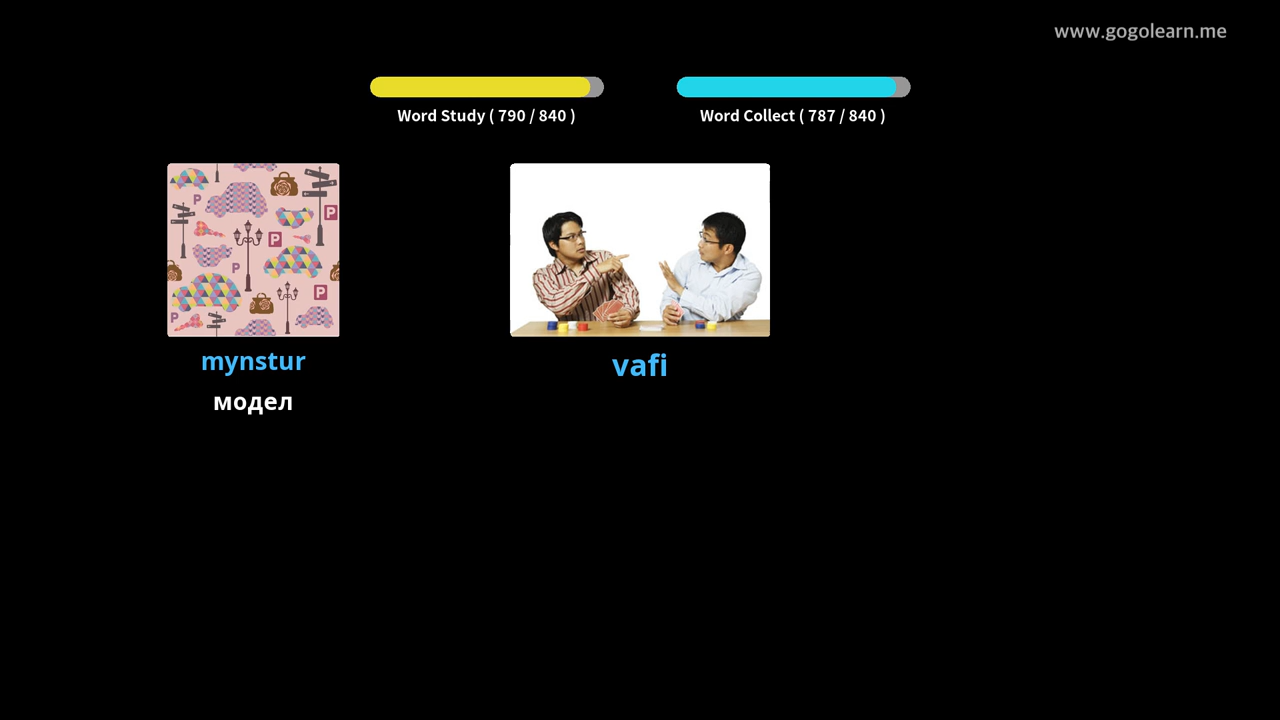 www.gogolearn.me
Word Study ( 790 / 840 )
Word Collect ( 787 / 840 )
P
P
P
P
P
P
mynstur
vafi
модел